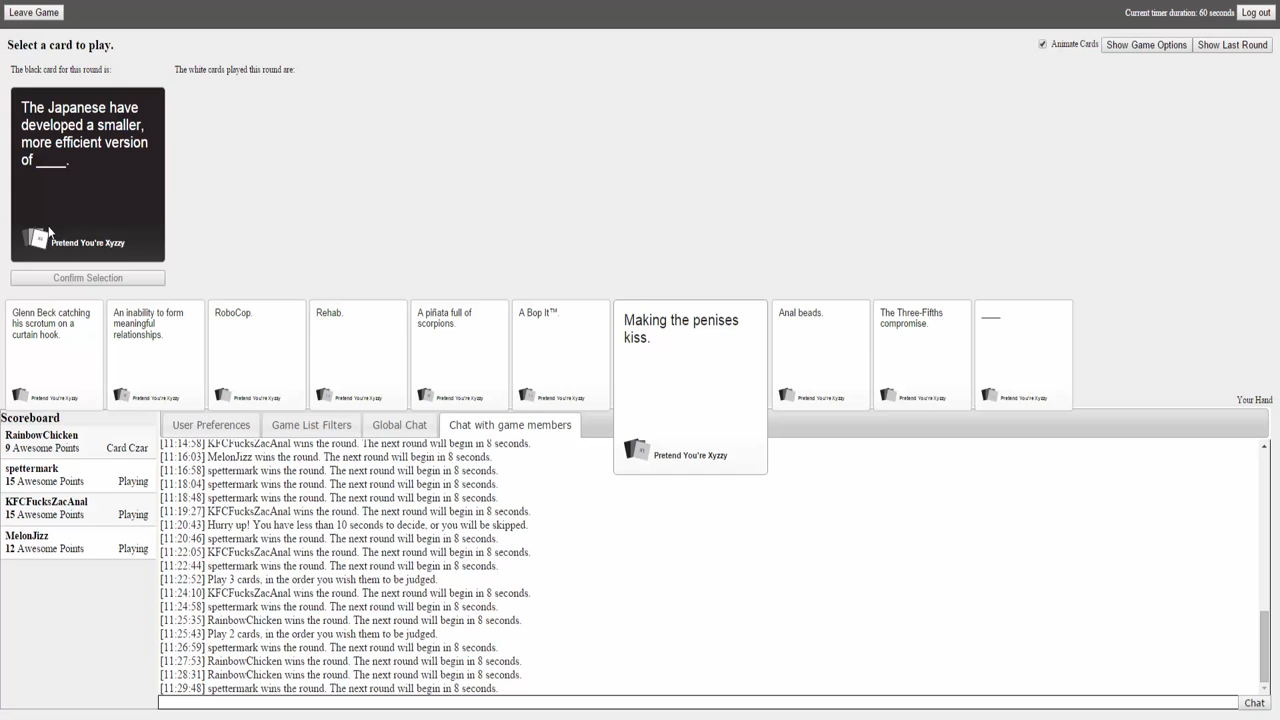 Leave Game
Current timer duration: 60 seconds
Log out
Select a card to play.
Animate Cards
Show Game Options
Show Last Round
The black card for this round is:
The white cards played this round are:
The Japanese have
developed a smaller,
more efficient version
of ____.
Pretend You're Xyzzy
Confirm Selection
Glenn Beck catching
his scrotum on a
curtain hook.
Pretend You're Xyzzy
An inability to form
meaningful
relationships.
Pretend You're Xyzzy
RoboCop.
Pretend You're Xyzzy
Rehab.
Pretend You're Xyzzy
A piñata full of
scorpions.
Pretend You're Xyzzy
A Bop It™.
Pretend You're Xyzzy
Making the penises
kiss.
Pretend You're Xyzzy
Anal beads.
Pretend You're Xyzzy
The Three-Fifths
compromise.
Pretend You're Xyzzy
____
Pretend You're Xyzzy
Your Hand
Scoreboard
RainbowChicken
9 Awesome Points Card Czar
spettermark
15 Awesome Points Playing
KFCFucksZacAnal
15 Awesome Points Playing
MelonJizz
12 Awesome Points Playing
User Preferences
Game List Filters
Global Chat
Chat with game members
[11:14:58] KFCFucksZacAnal wins the round. The next round will begin in 8 seconds.
[11:16:03] MelonJizz wins the round. The next round will begin in 8 seconds.
[11:16:58] spettermark wins the round. The next round will begin in 8 seconds.
[11:18:04] spettermark wins the round. The next round will begin in 8 seconds.
[11:18:48] spettermark wins the round. The next round will begin in 8 seconds.
[11:19:27] KFCFucksZacAnal wins the round. The next round will begin in 8 seconds.
[11:20:43] Hurry up! You have less than 10 seconds to decide, or you will be skipped.
[11:20:46] spettermark wins the round. The next round will begin in 8 seconds.
[11:22:05] KFCFucksZacAnal wins the round. The next round will begin in 8 seconds.
[11:22:44] spettermark wins the round. The next round will begin in 8 seconds.
[11:22:52] Play 3 cards, in the order you wish them to be judged.
[11:24:10] KFCFucksZacAnal wins the round. The next round will begin in 8 seconds.
[11:24:58] spettermark wins the round. The next round will begin in 8 seconds.
[11:25:35] RainbowChicken wins the round. The next round will begin in 8 seconds.
[11:25:43] Play 2 cards, in the order you wish them to be judged.
[11:26:59] spettermark wins the round. The next round will begin in 8 seconds.
[11:27:53] RainbowChicken wins the round. The next round will begin in 8 seconds.
[11:28:31] RainbowChicken wins the round. The next round will begin in 8 seconds.
[11:29:48] spettermark wins the round. The next round will begin in 8 seconds.
Chat